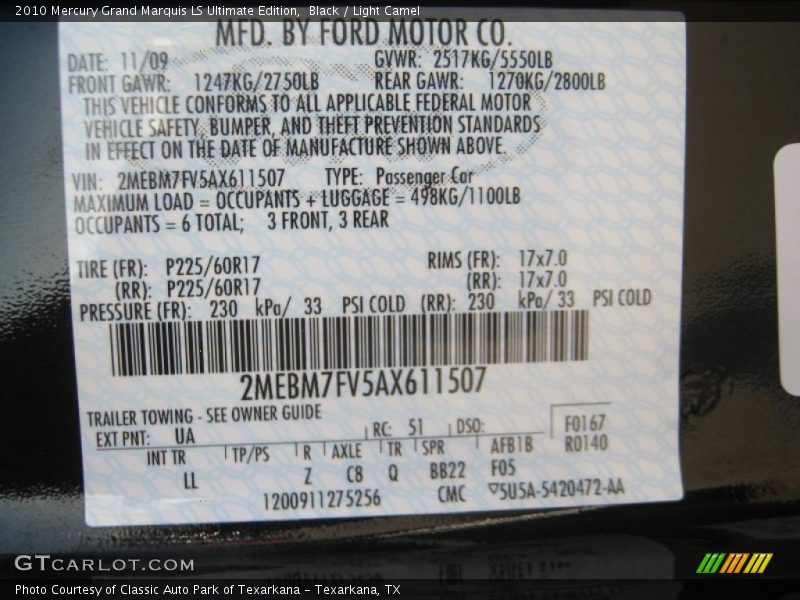 2010 Mercury Grand Marquis LS Ultimate Edition, Black / Light Camel
MFD. BY FORD MOTOR CO.
DATE: 11/09 GVWR: 2517KG/5550LB
FRONT GAWR: 1247KG/2750LB REAR GAWR: 1270KG/2800LB
THIS VEHICLE CONFORMS TO ALL APPLICABLE FEDERAL MOTOR
VEHICLE SAFETY, BUMPER, AND THEFT PREVENTION STANDARDS
IN EFFECT ON THE DATE OF MANUFACTURE SHOWN ABOVE.
VIN: 2MEBM7FV5AX611507 TYPE: Passenger Car
MAXIMUM LOAD = OCCUPANTS + LUGGAGE = 498KG/1100LB
OCCUPANTS = 6 TOTAL; 3 FRONT, 3 REAR
TIRE (FR): P225/60R17 RIMS (FR): 17x7.0
(RR): P225/60R17 (RR): 17x7.0
PRESSURE (FR): 230 kPa/ 33 PSI COLD (RR): 230 kPa/ 33 PSI COLD
2MEBM7FV5AX611507
TRAILER TOWING - SEE OWNER GUIDE
EXT PNT: UA RC: 51 DSO: F0167
INT TR TP/PS R AXLE TR SPR AFB1B R0140
LL Z C8 Q BB22 F05
1200911275256 CMC ▽5U5A-5420472-AA
GTCARLOT.COM
Photo Courtesy of Classic Auto Park of Texarkana – Texarkana, TX